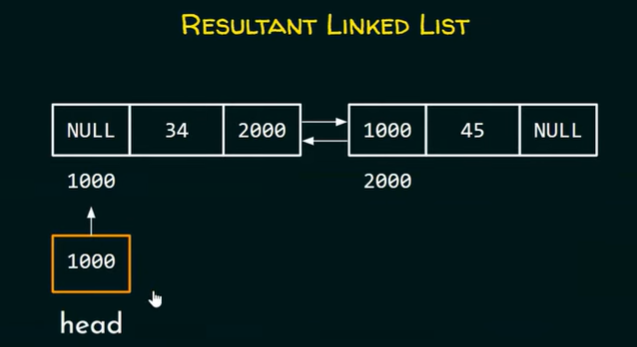 RESULTANT LINKED LIST
NULL 34 2000 1000 45 NULL
1000 2000
1000
head